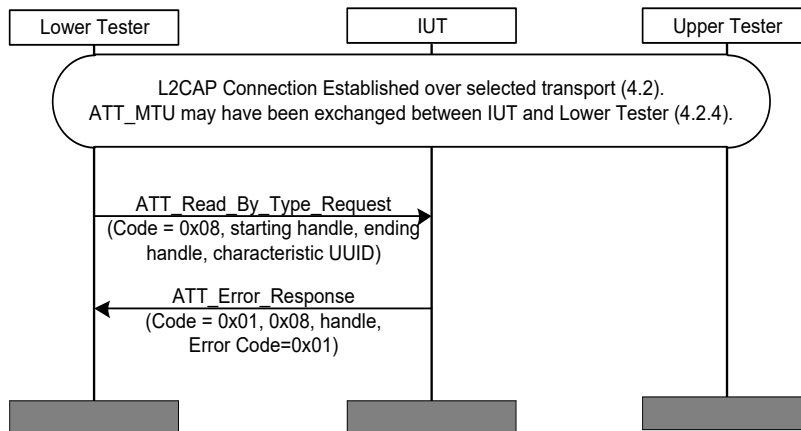 Lower Tester
IUT
Upper Tester
L2CAP Connection Established over selected transport (4.2).
ATT_MTU may have been exchanged between IUT and Lower Tester (4.2.4).
ATT_Read_By_Type_Request
(Code = 0x08, starting handle, ending
handle, characteristic UUID)
ATT_Error_Response
(Code = 0x01, 0x08, handle,
Error Code=0x01)